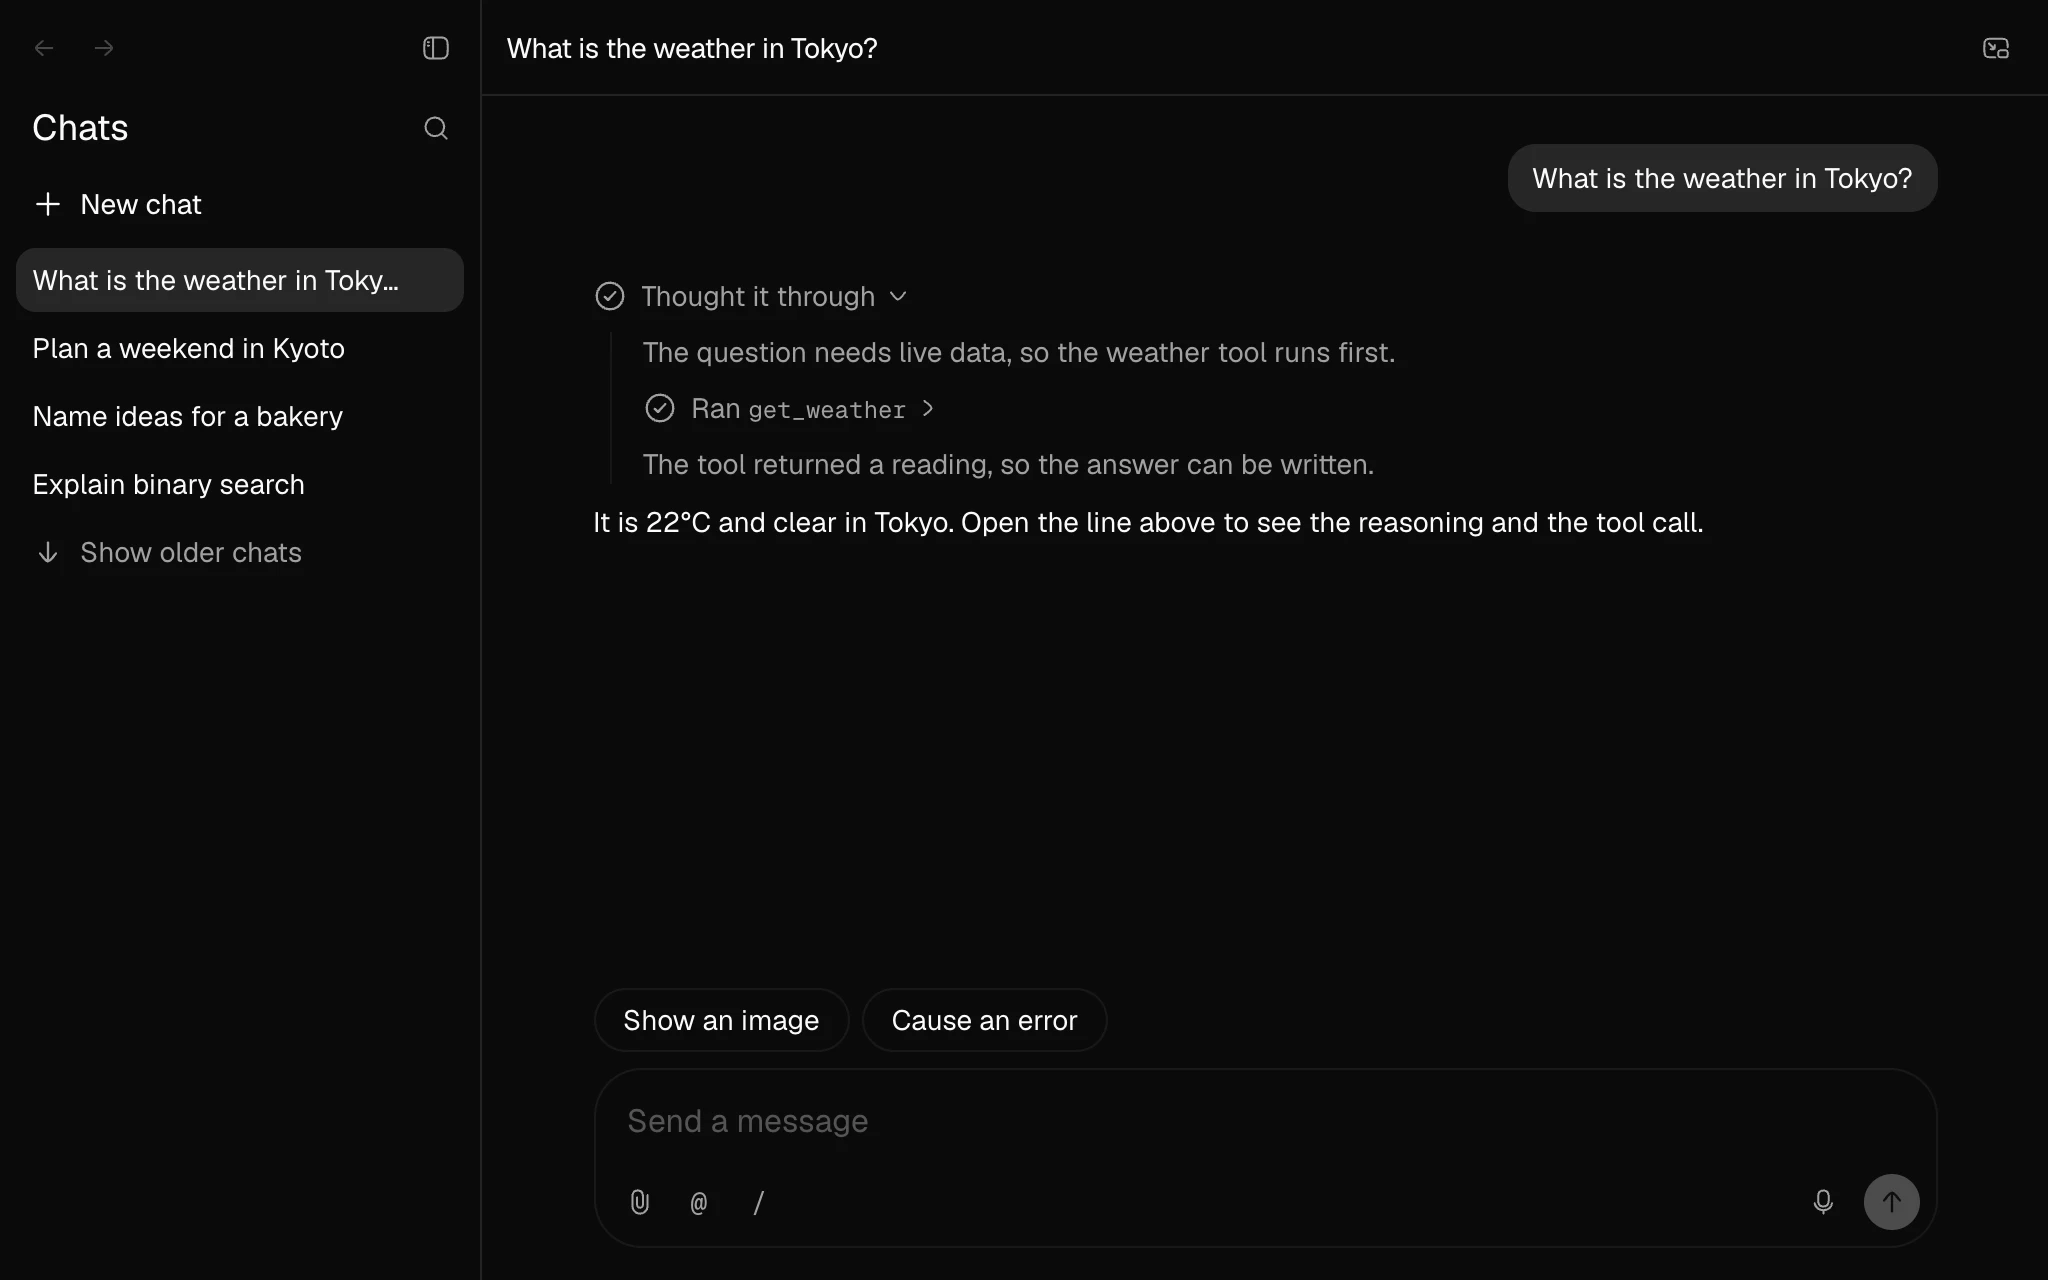 What is the weather in Tokyo?
Chats
New chat
What is the weather in Toky...
Plan a weekend in Kyoto
Name ideas for a bakery
Explain binary search
Show older chats
What is the weather in Tokyo?
Thought it through
The question needs live data, so the weather tool runs first.
Ran get_weather
The tool returned a reading, so the answer can be written.
It is 22°C and clear in Tokyo. Open the line above to see the reasoning and the tool call.
Show an image
Cause an error
Send a message
@ /